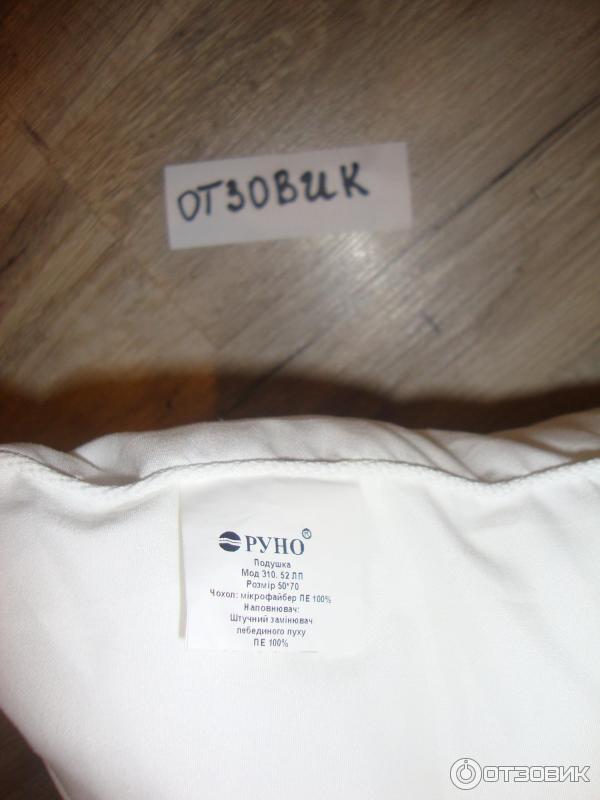 ОТЗОВИК
РУНО®
Подушка
Мод 310. 52 ЛП
Розмір 50*70
Чохол: мікрофайбер ПЕ 100%
Наповнювач:
Штучний замінювач
лебединого пуху
ПЕ 100%
ОТЗОВИК